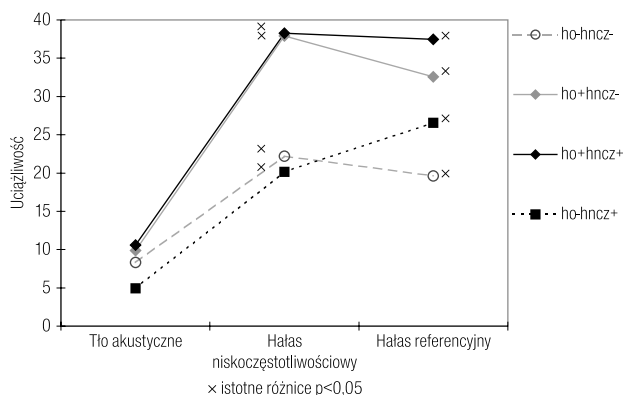 40
35
30
25
20
15
10
5
0
Uciążliwość
Tło akustyczne
Hałas
niskoczęstotliwościowy
Hałas referencyjny
× istotne różnice p<0,05
ho-hncz-
ho+hncz-
ho+hncz+
ho-hncz+